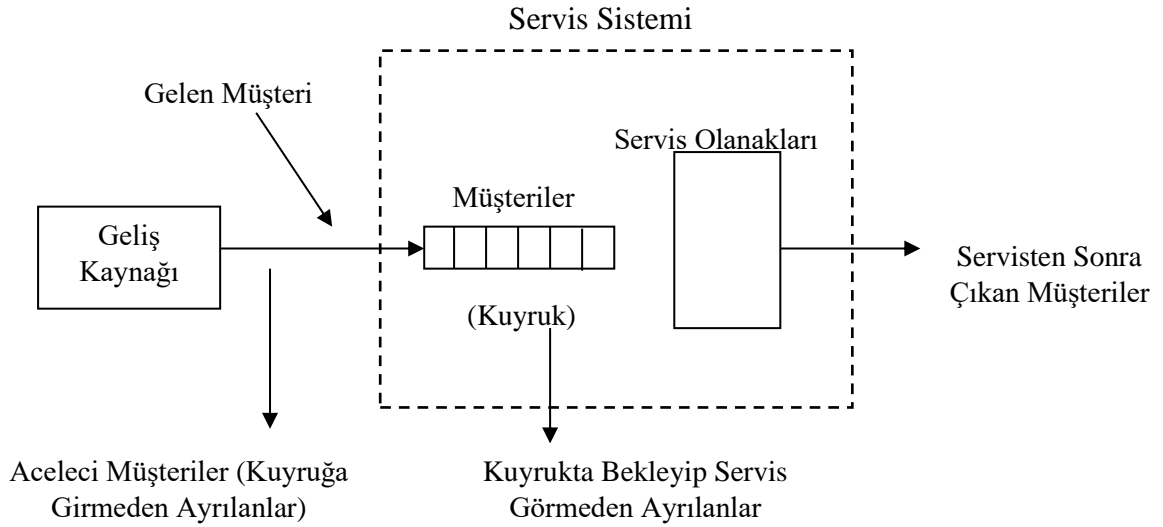 Servis Sistemi
Gelen Müşteri
Servis Olanakları
Müşteriler
Geliş
Kaynağı
(Kuyruk)
Servisten Sonra
Çıkan Müşteriler
Aceleci Müşteriler (Kuyruğa
Girmeden Ayrılanlar)
Kuyrukta Bekleyip Servis
Görmeden Ayrılanlar